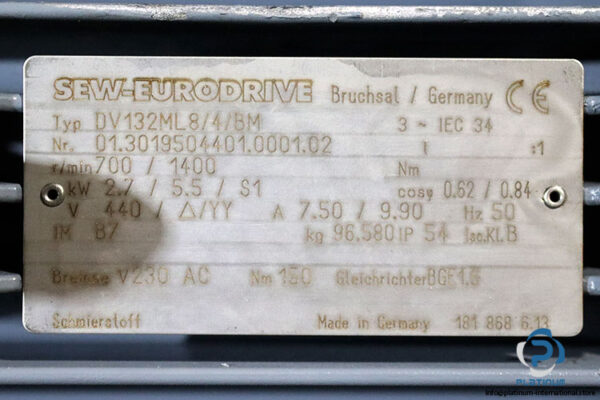 SEW-EURODRIVE Bruchsal / Germany CE
Typ DV132ML8/4/BM 3 ~ IEC 34
Nr. 01.3019504401.0001.02 i :1
r/min 700 / 1400 Nm
kW 2.7 / 5.5 / S1 cosφ 0.62 / 0.84
V 440 / △/YY A 7.50 / 9.90 Hz 50
IM B7 kg 96.580 IP 54 Iso.Kl. B
Bremse V 230 AC Nm 150 Gleichrichter BGE1.5
Schmierstoff Made in Germany 181 868 6.13
PLATINUM
info@platinum-international.store